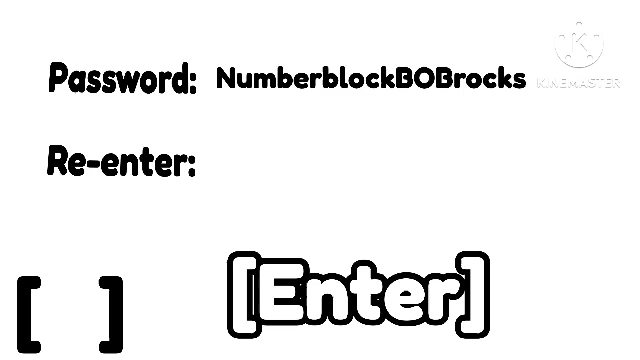 Password: NumberblockBOBrocks
KINEMASTER
Re-enter:
[ ] [Enter]